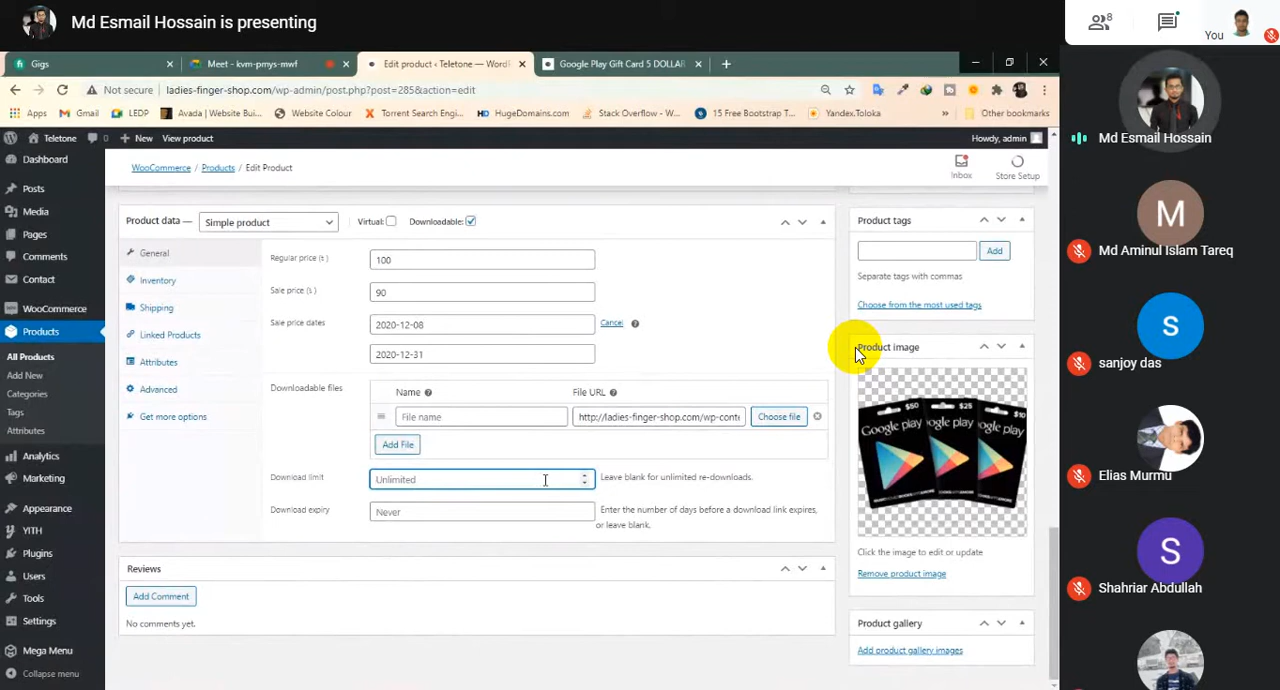 Md Esmail Hossain is presenting
8
You
Gigs
Meet - kvm-pmys-mwf
Edit product ‹ Teletone — WordP
Google Play Gift Card 5 DOLLAR
Not secure
ladies-finger-shop.com/wp-admin/post.php?post=285&action=edit
Apps
Gmail
LEDP
Avada | Website Bui...
Website Colour
Torrent Search Engi...
HugeDomains.com
Stack Overflow - W...
15 Free Bootstrap T...
Yandex.Toloka
»
Other bookmarks
Teletone
0
New
View product
Howdy, admin
Dashboard
Posts
Media
Pages
Comments
Contact
WooCommerce
Products
All Products
Add New
Categories
Tags
Attributes
Analytics
Marketing
Appearance
YITH
Plugins
Users
Tools
Settings
Mega Menu
Collapse menu
WooCommerce / Products / Edit Product
Inbox
Store Setup
Product data —
Simple product
Virtual:
Downloadable:
General
Inventory
Shipping
Linked Products
Attributes
Advanced
Get more options
Regular price (৳ )
100
Sale price (৳ )
90
Sale price dates
2020-12-08
Cancel
2020-12-31
Downloadable files
Name
File URL
File name
http://ladies-finger-shop.com/wp-conte
Choose file
Add File
Download limit
Unlimited
Leave blank for unlimited re-downloads.
Download expiry
Never
Enter the number of days before a download link expires,
or leave blank.
Reviews
Add Comment
No comments yet.
Product tags
Add
Separate tags with commas
Choose from the most used tags
Product image
$50
$25
$10
Google play
Google play
Google play
Click the image to edit or update
Remove product image
Product gallery
Add product gallery images
Md Esmail Hossain
M
Md Aminul Islam Tareq
S
sanjoy das
Elias Murmu
S
Shahriar Abdullah